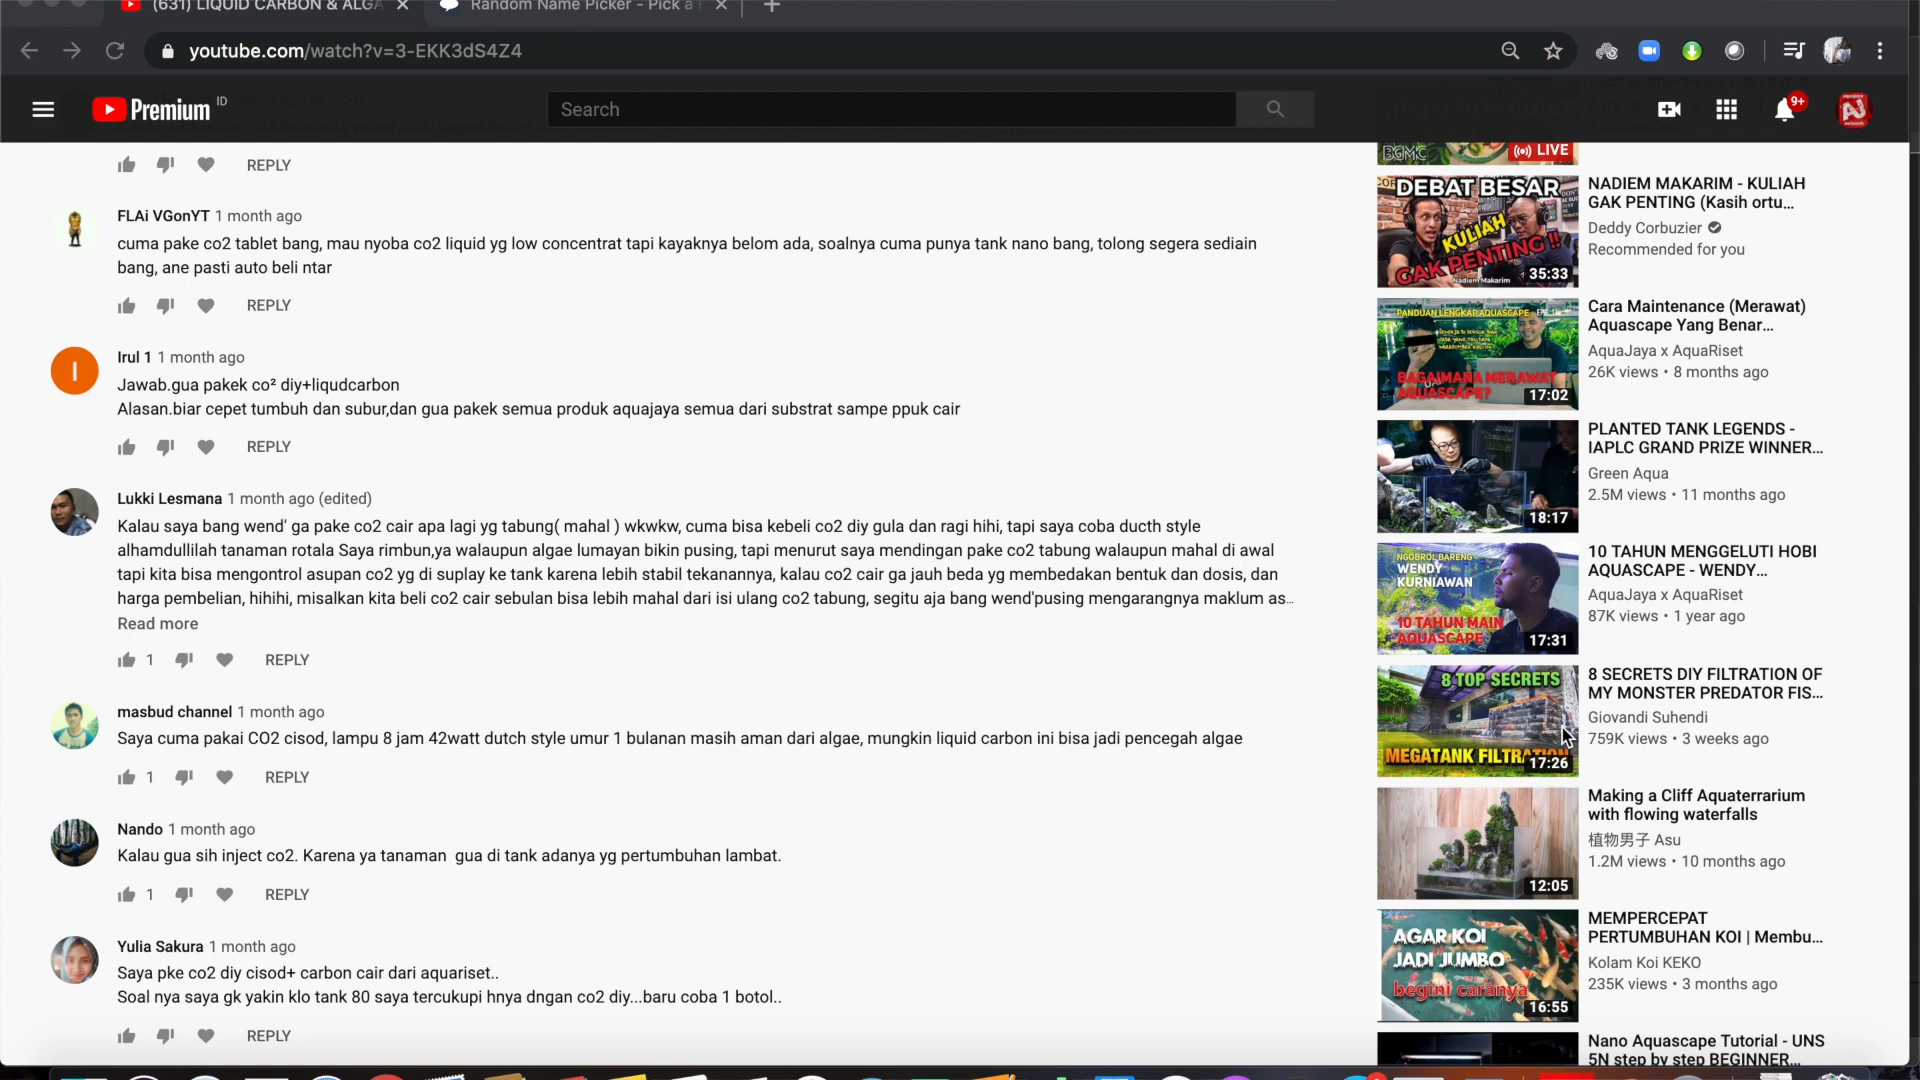 (631) LIQUID CARBON & ALGA
Random Name Picker - Pick a r
youtube.com/watch?v=3-EKK3dS4Z4
Premium ID
Search
9+
REPLY
FLAi VGonYT 1 month ago
cuma pake co2 tablet bang, mau nyoba co2 liquid yg low concentrat tapi kayaknya belom ada, soalnya cuma punya tank nano bang, tolong segera sediain
bang, ane pasti auto beli ntar
REPLY
I
Irul 1 1 month ago
Jawab.gua pakek co² diy+liqudcarbon
Alasan.biar cepet tumbuh dan subur,dan gua pakek semua produk aquajaya semua dari substrat sampe ppuk cair
REPLY
Lukki Lesmana 1 month ago (edited)
Kalau saya bang wend' ga pake co2 cair apa lagi yg tabung( mahal ) wkwkw, cuma bisa kebeli co2 diy gula dan ragi hihi, tapi saya coba ducth style
alhamdullilah tanaman rotala Saya rimbun,ya walaupun algae lumayan bikin pusing, tapi menurut saya mendingan pake co2 tabung walaupun mahal di awal
tapi kita bisa mengontrol asupan co2 yg di suplay ke tank karena lebih stabil tekanannya, kalau co2 cair ga jauh beda yg membedakan bentuk dan dosis, dan
harga pembelian, hihihi, misalkan kita beli co2 cair sebulan bisa lebih mahal dari isi ulang co2 tabung, segitu aja bang wend'pusing mengarangnya maklum as...
Read more
1 REPLY
masbud channel 1 month ago
Saya cuma pakai CO2 cisod, lampu 8 jam 42watt dutch style umur 1 bulanan masih aman dari algae, mungkin liquid carbon ini bisa jadi pencegah algae
1 REPLY
Nando 1 month ago
Kalau gua sih inject co2. Karena ya tanaman  gua di tank adanya yg pertumbuhan lambat.
1 REPLY
Yulia Sakura 1 month ago
Saya pke co2 diy cisod+ carbon cair dari aquariset..
Soal nya saya gk yakin klo tank 80 saya tercukupi hnya dngan co2 diy...baru coba 1 botol..
REPLY
BGMC
LIVE
DEBAT BESAR
KULIAH
GAK PENTING !!
Nadiem Makarim
35:33
NADIEM MAKARIM - KULIAH
GAK PENTING (Kasih ortu...
Deddy Corbuzier
Recommended for you
PANDUAN LENGKAP AQUASCAPE
BAGAIMANA MERAWAT
AQUASCAPE?
17:02
Cara Maintenance (Merawat)
Aquascape Yang Benar...
AquaJaya x AquaRiset
26K views • 8 months ago
18:17
PLANTED TANK LEGENDS -
IAPLC GRAND PRIZE WINNER...
Green Aqua
2.5M views • 11 months ago
NGOBROL BARENG
WENDY
KURNIAWAN
10 TAHUN MAIN
AQUASCAPE
17:31
10 TAHUN MENGGELUTI HOBI
AQUASCAPE - WENDY...
AquaJaya x AquaRiset
87K views • 1 year ago
8 TOP SECRETS
MEGATANK FILTRATION
17:26
8 SECRETS DIY FILTRATION OF
MY MONSTER PREDATOR FIS...
Giovandi Suhendi
759K views • 3 weeks ago
12:05
Making a Cliff Aquaterrarium
with flowing waterfalls
植物男子 Asu
1.2M views • 10 months ago
AGAR KOI
JADI JUMBO
begini caranya
16:55
MEMPERCEPAT
PERTUMBUHAN KOI | Membu...
Kolam Koi KEKO
235K views • 3 months ago
Nano Aquascape Tutorial - UNS
5N step by step BEGINNER...